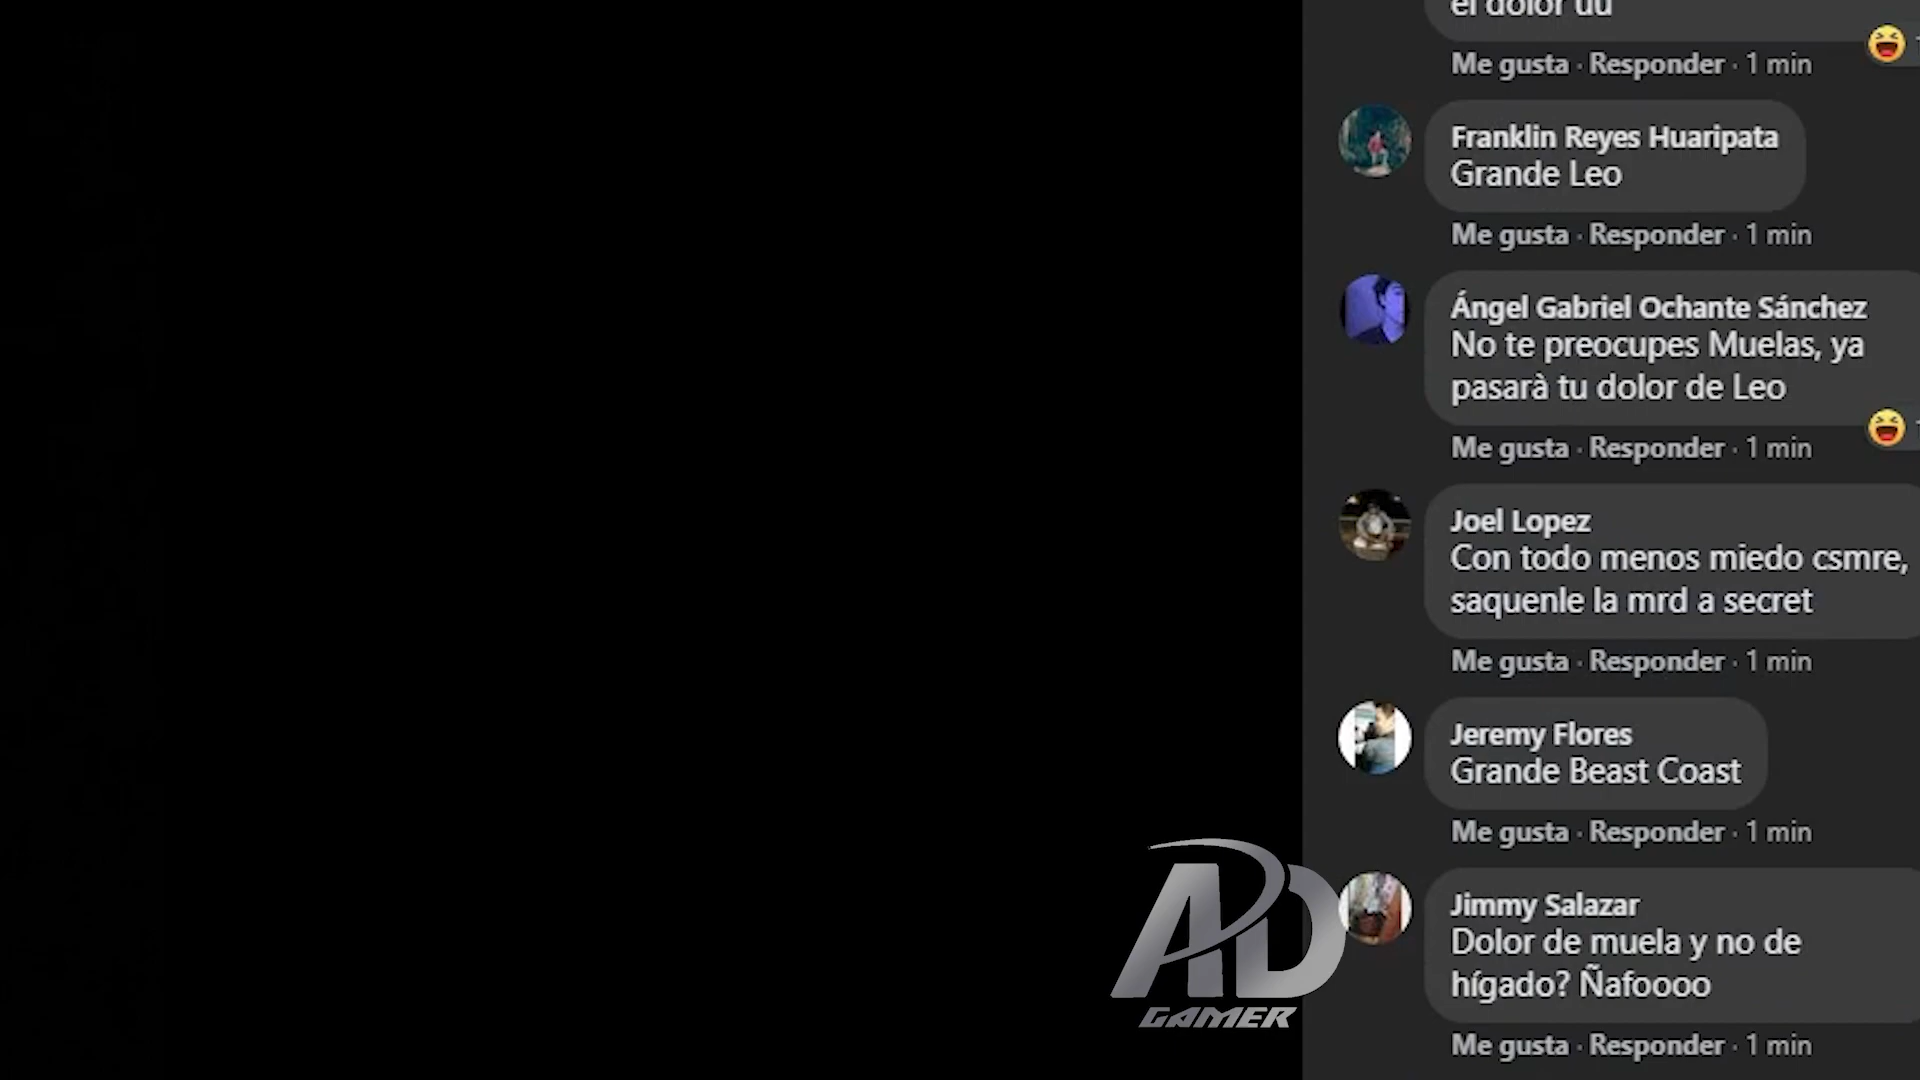 el dolor uu
Me gusta · Responder · 1 min
Franklin Reyes Huaripata
Grande Leo
Me gusta · Responder · 1 min
Ángel Gabriel Ochante Sánchez
No te preocupes Muelas, ya
pasarà tu dolor de Leo
Me gusta · Responder · 1 min
Joel Lopez
Con todo menos miedo csmre,
saquenle la mrd a secret
Me gusta · Responder · 1 min
Jeremy Flores
Grande Beast Coast
Me gusta · Responder · 1 min
Jimmy Salazar
Dolor de muela y no de
hígado? Ñafoooo
Me gusta · Responder · 1 min
AD
GAMER